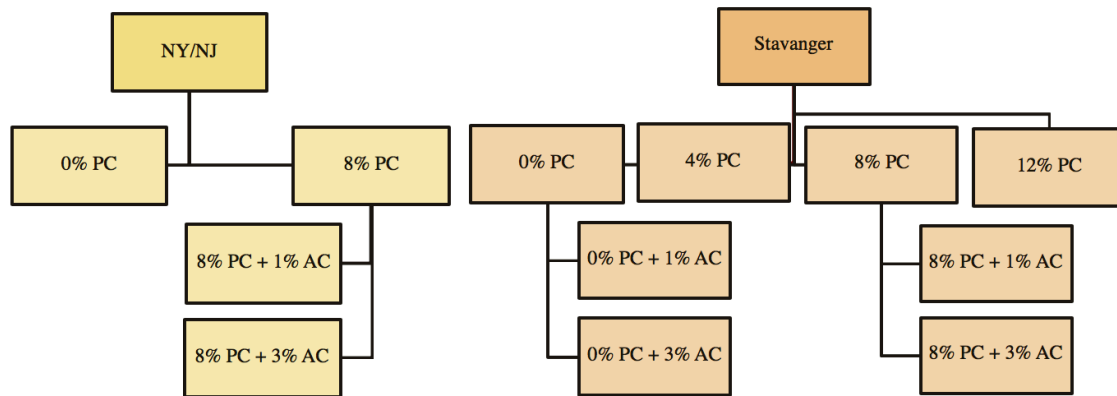 NY/NJ
0% PC
8% PC
8% PC + 1% AC
8% PC + 3% AC
Stavanger
0% PC
4% PC
8% PC
12% PC
0% PC + 1% AC
0% PC + 3% AC
8% PC + 1% AC
8% PC + 3% AC